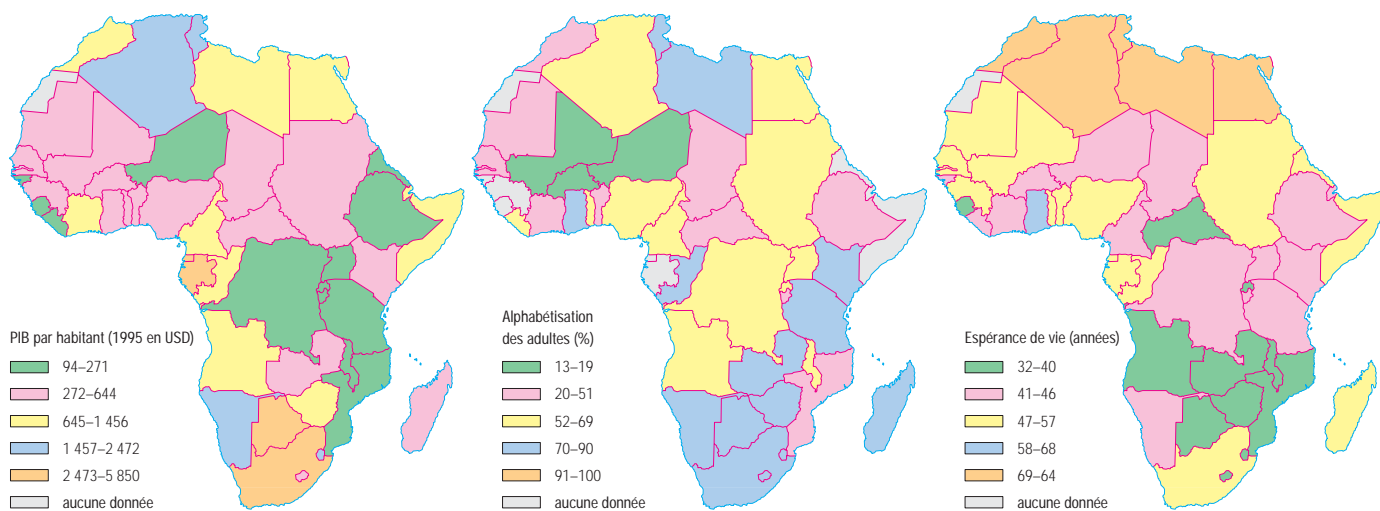 PIB par habitant (1995 en USD)
94–271
272–644
645–1 456
1 457–2 472
2 473–5 850
aucune donnée
Alphabétisation
des adultes (%)
13–19
20–51
52–69
70–90
91–100
aucune donnée
Espérance de vie (années)
32–40
41–46
47–57
58–68
69–64
aucune donnée